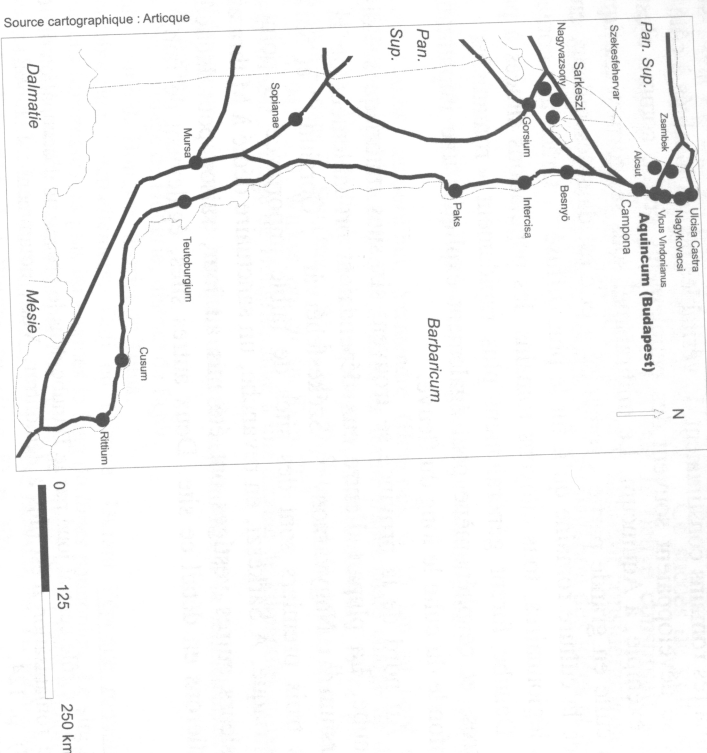 Source cartographique : Articque
Pan. Sup.
Ulcisa Castra
Nagykovacsi
Vicus Vindonianus
Aquincum (Budapest)
Campona
Zsambek
Alcsut
Szekesfehervar
Sarkeszi
Nagyvazsony
Gorsium
Besnyõ
Intercisa
Paks
Pan.
Sup.
Sopianae
Mursa
Teutoburgium
Dalmatie
Mésie
Cusum
Rittium
Barbaricum
N
0
125
250 km